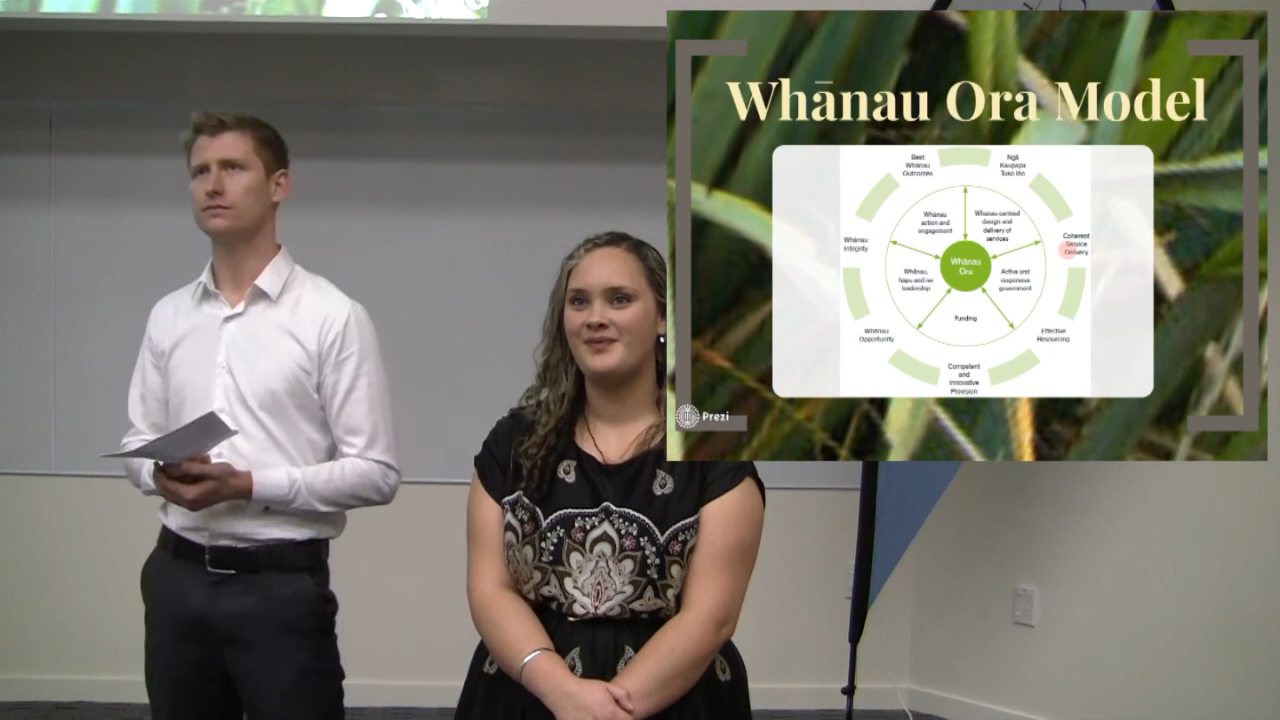 Whānau Ora Model
Best
Whānau
Outcomes
Ngā
Kaupapa
Tuko Iho
Whānau
action and
engagement
Whanau-centred
design and
delivery of
services
Whānau
Integrity
Coherent
Service
Delivery
Whānau
Ora
Whānau,
hapu and iwi
leadership
Active and
responsive
government
Funding
Whānau
Opportunity
Effective
Resourcing
Competent
and
Innovative
Provision
Prezi